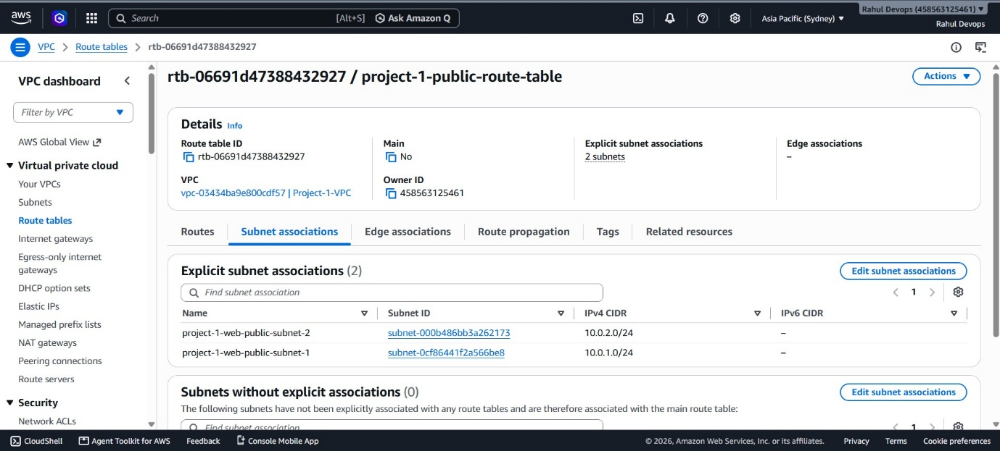 aws
Search [Alt+S] Ask Amazon Q
Asia Pacific (Sydney)
Rahul Devops (458563125461)
Rahul Devops
VPC > Route tables > rtb-06691d47388432927
VPC dashboard
Filter by VPC
AWS Global View
Virtual private cloud
Your VPCs
Subnets
Route tables
Internet gateways
Egress-only internet
gateways
DHCP option sets
Elastic IPs
Managed prefix lists
NAT gateways
Peering connections
Route servers
Security
Network ACLs
rtb-06691d47388432927 / project-1-public-route-table
Actions
Details Info
Route table ID
rtb-06691d47388432927
Main
No
Explicit subnet associations
2 subnets
Edge associations
–
VPC
vpc-03434ba9e800cdf57 | Project-1-VPC
Owner ID
458563125461
Routes Subnet associations Edge associations Route propagation Tags Related resources
Explicit subnet associations (2)
Edit subnet associations
Find subnet association
1
Name Subnet ID IPv4 CIDR IPv6 CIDR
project-1-web-public-subnet-2 subnet-000b486bb3a262173 10.0.2.0/24 –
project-1-web-public-subnet-1 subnet-0cf86441f2a566be8 10.0.1.0/24 –
Subnets without explicit associations (0)
Edit subnet associations
The following subnets have not been explicitly associated with any route tables and are therefore associated with the main route table:
Find subnet association
1
CloudShell Agent Toolkit for AWS Feedback Console Mobile App
© 2026, Amazon Web Services, Inc. or its affiliates. Privacy Terms Cookie preferences